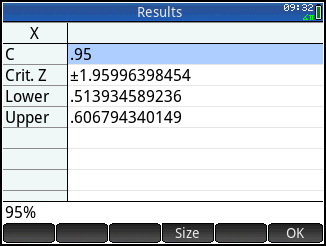 Results 09:32
X
C .95
Crit. Z ±1.95996398454
Lower .513934589236
Upper .606794340149
95%
Size OK